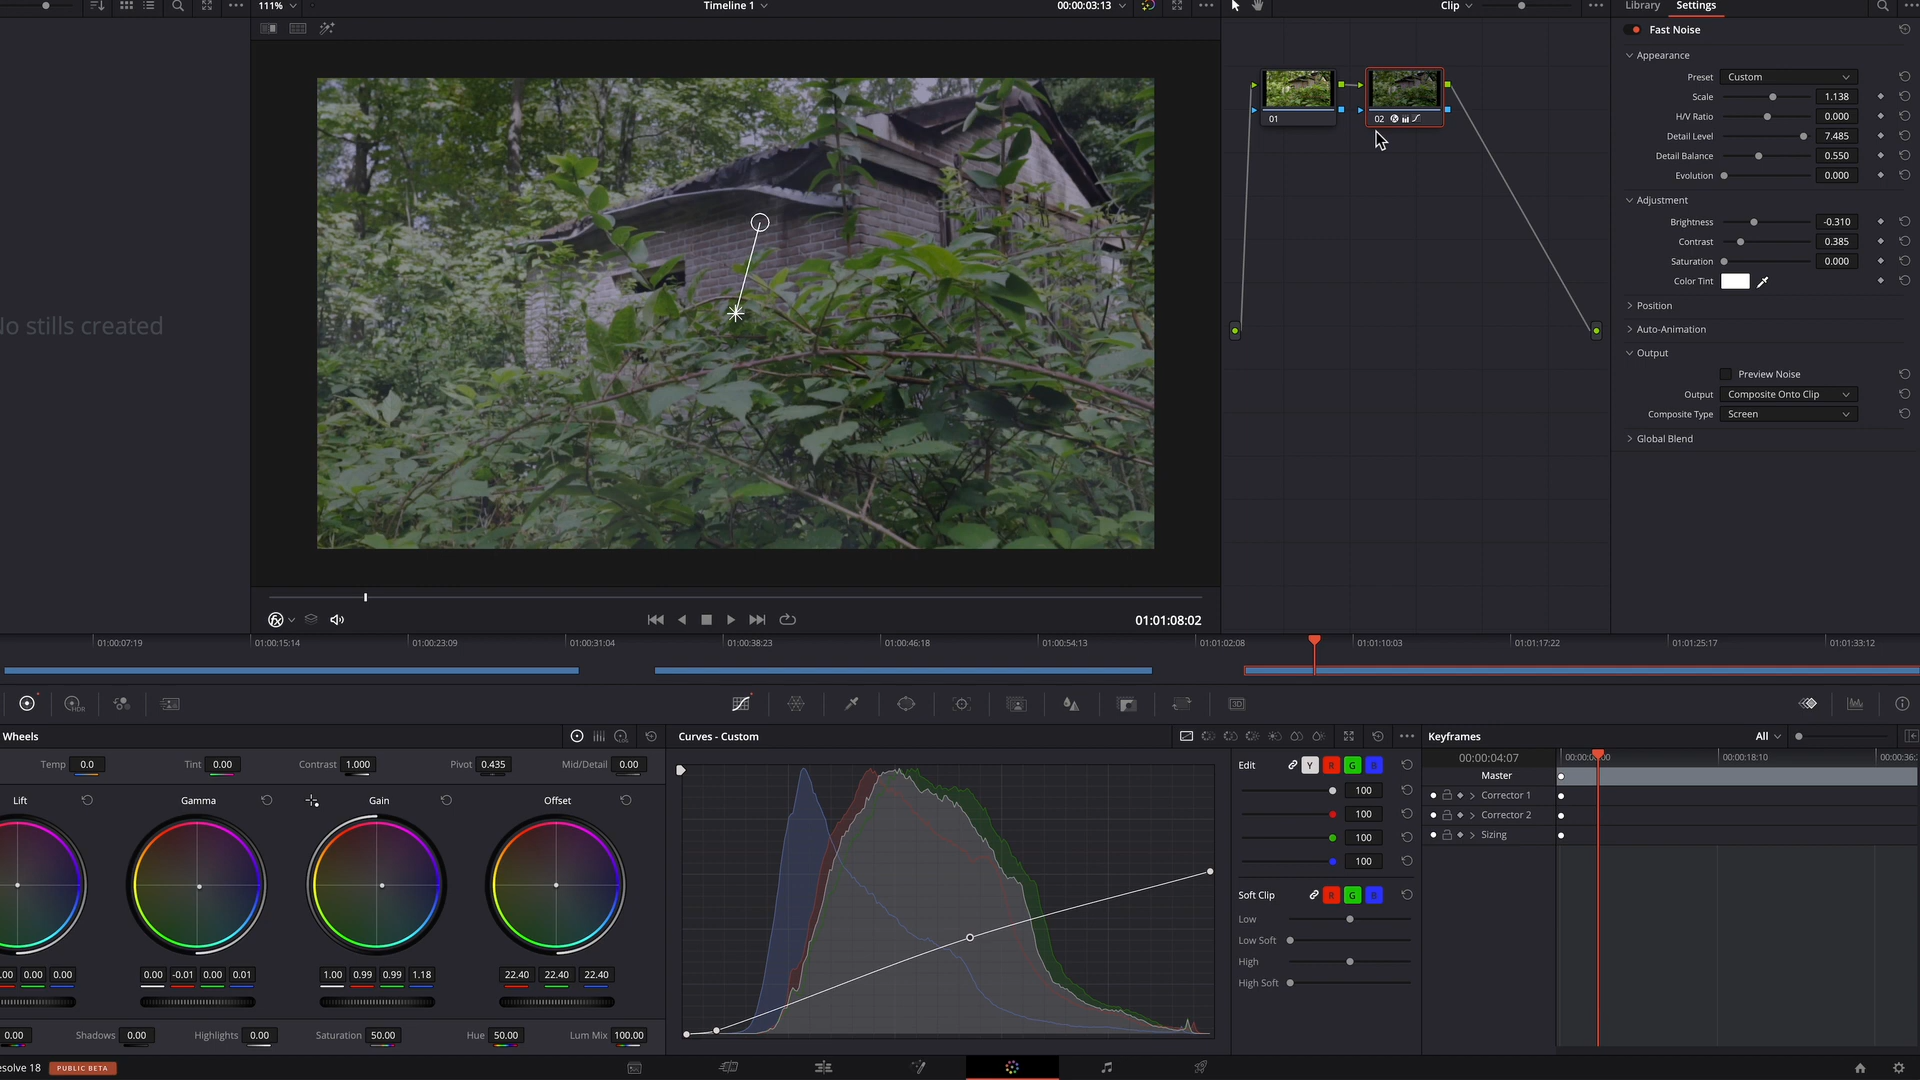 111%
Timeline 1
00:00:03:13
Clip
Library
Settings
Fast Noise
Appearance
Preset
Custom
Scale
1.138
H/V Ratio
0.000
Detail Level
7.485
Detail Balance
0.550
Evolution
0.000
Adjustment
Brightness
-0.310
Contrast
0.385
Saturation
0.000
Color Tint
Position
Auto-Animation
Output
Preview Noise
Output
Composite Onto Clip
Composite Type
Screen
Global Blend
01
02
No stills created
01:01:08:02
01:00:07:19
01:00:15:14
01:00:23:09
01:00:31:04
01:00:38:23
01:00:46:18
01:00:54:13
01:01:02:08
01:01:10:03
01:01:17:22
01:01:25:17
01:01:33:12
HDR
3D
Wheels
Temp 0.0
Tint 0.00
Contrast 1.000
Pivot 0.435
Mid/Detail 0.00
Lift
Gamma
Gain
Offset
.00 0.00 0.00
0.00 -0.01 0.00 0.01
1.00 0.99 0.99 1.18
22.40 22.40 22.40
0.00
Shadows 0.00
Highlights 0.00
Saturation 50.00
Hue 50.00
Lum Mix 100.00
Curves - Custom
Edit
Y R G B
100
100
100
100
Soft Clip
R G B
Low
Low Soft
High
High Soft
Keyframes
All
00:00:04:07
00:00:18:10
00:00:36:
Master
Corrector 1
Corrector 2
Sizing
esolve 18
PUBLIC BETA